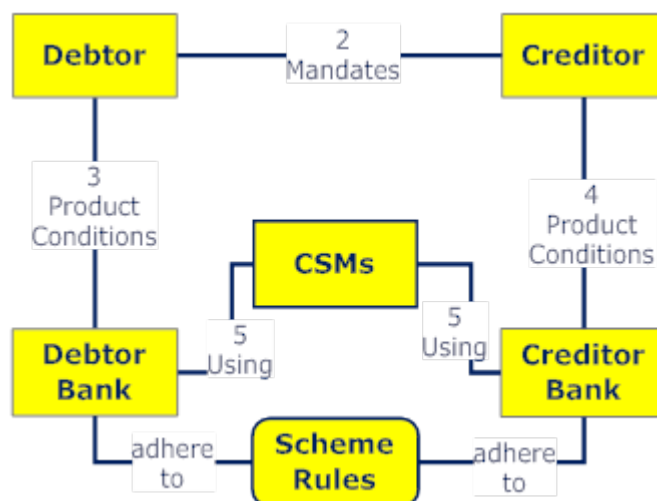 Debtor
2
Mandates
Creditor
3
Product
Conditions
4
Product
Conditions
CSMs
5
Using
5
Using
Debtor
Bank
Creditor
Bank
adhere
to
Scheme
Rules
adhere
to